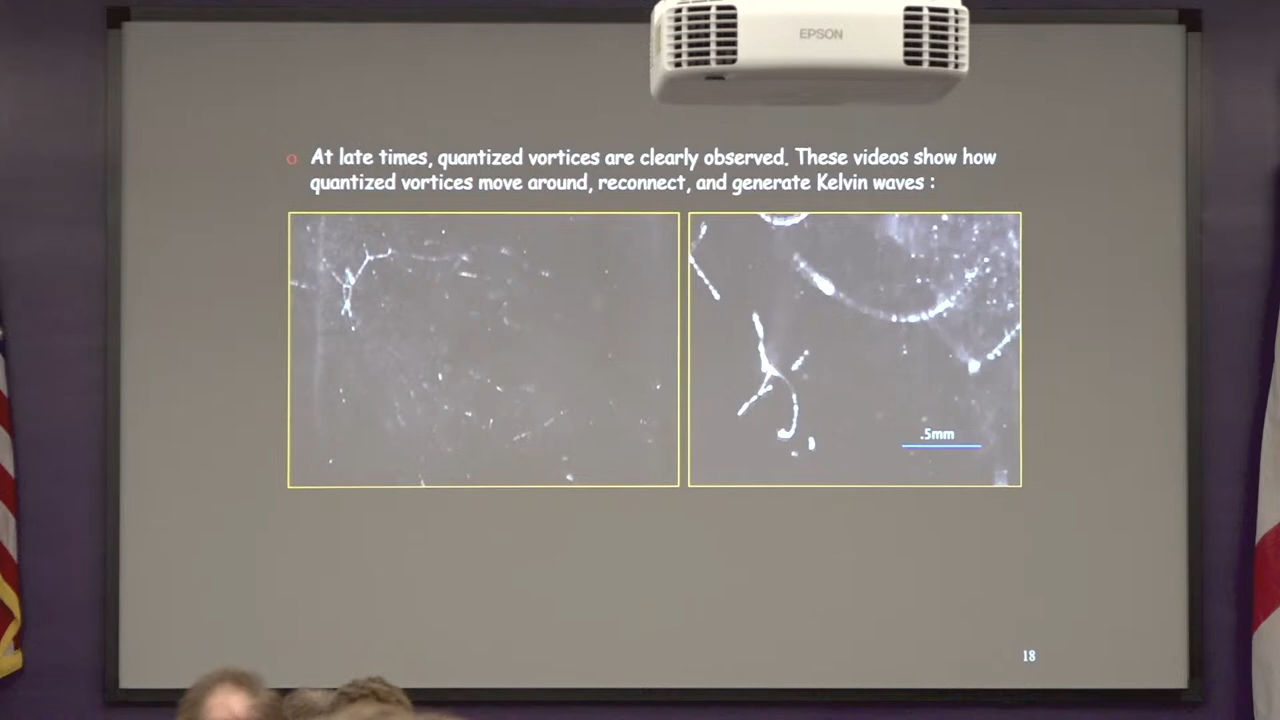 EPSON
o At late times, quantized vortices are clearly observed. These videos show how
quantized vortices move around, reconnect, and generate Kelvin waves :
.5mm
18